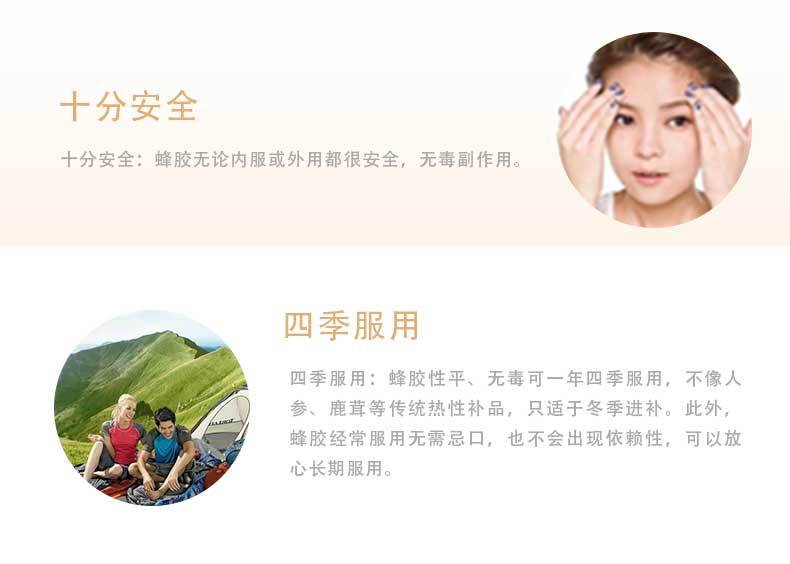 十分安全
十分安全：蜂胶无论内服或外用都很安全，无毒副作用。
四季服用
四季服用：蜂胶性平、无毒可一年四季服用，不像人
参、鹿茸等传统热性补品，只适于冬季进补。此外，
蜂胶经常服用无需忌口，也不会出现依赖性，可以放
心长期服用。